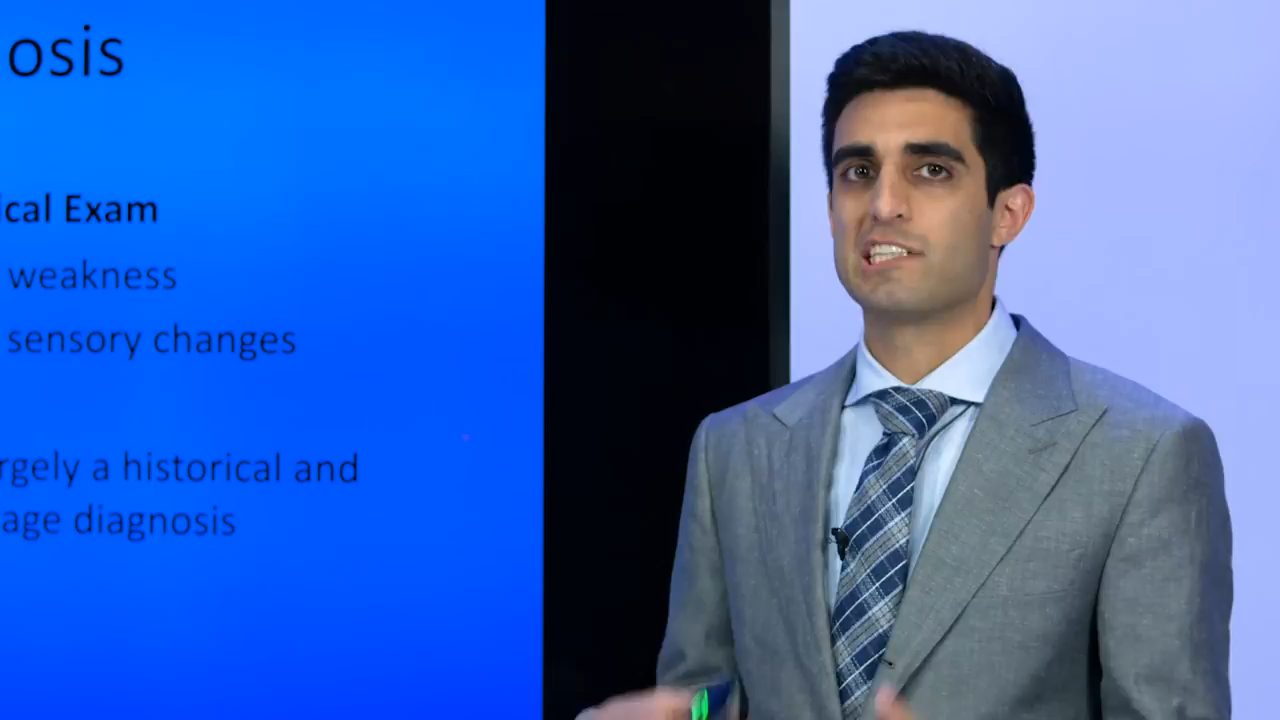 osis
ical Exam
weakness
sensory changes
rgely a historical and
age diagnosis